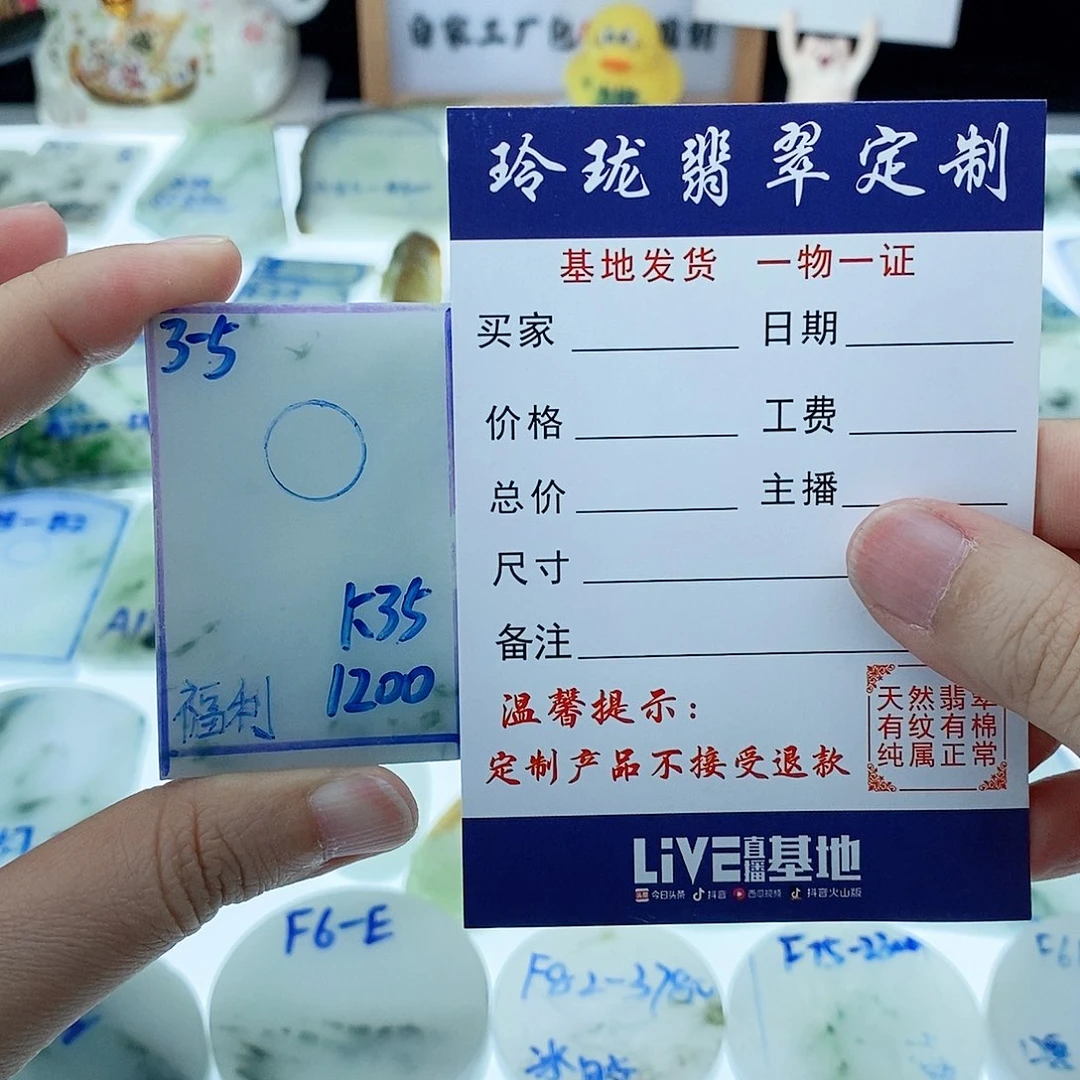 玲珑翡翠定制
基地发货 一物一证
买家 日期
价格 工费
总价 主播
尺寸
备注
温馨提示：
定制产品不接受退款
天然翡翠
有纹有棉
纯属正常
LiVE直播基地
今日头条 抖音 西瓜视频 抖音火山版
3-5
K35
1200
福利
F6-E